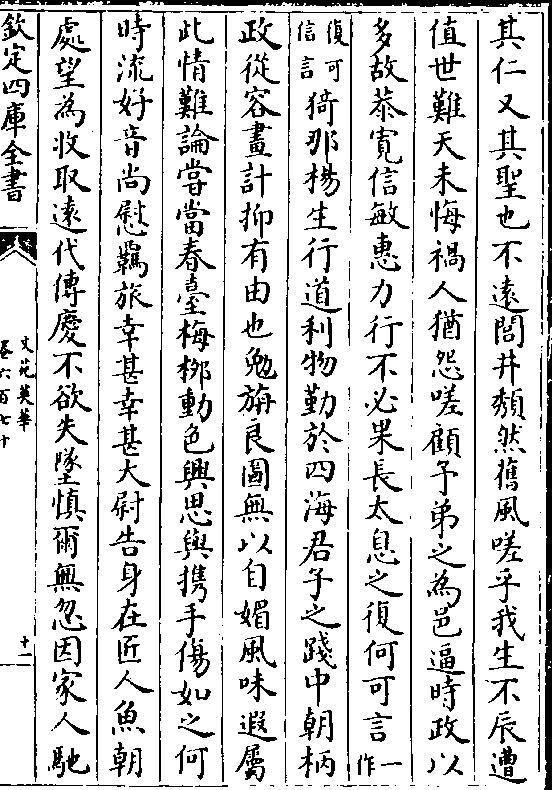 其仁又其聖也不遠閭井頽然舊風嗟乎我生不辰遭
值世難天未悔禍人猶怨嗟顧予弟之為邑逼時政以
多故恭寛信敏惠力行不必果長太息之復何可言一作
復可信言猗那楊生行道利物勤於四海君子之踐中朝柄
政從容畫計抑有由也勉旃良圖無以自媚風味遐屬
此情難論甞當春臺梅栁動色興思與携手傷如之何
時流好音尚慰羈旅幸甚幸甚大尉告身在匠人魚朝
處望為收取遠代傳慶不欲失墜慎爾無忽因家人馳
欽定四庫全書
文苑英華
卷六百七十
十一